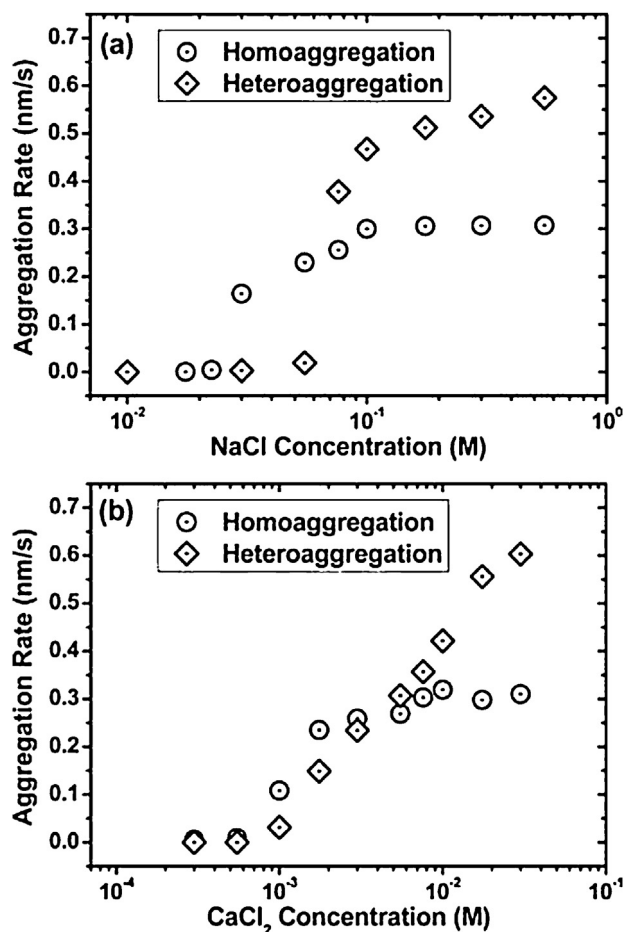 (a)
Homoaggregation
Heteroaggregation
Aggregation Rate (nm/s)
0.7
0.6
0.5
0.4
0.3
0.2
0.1
0.0
10⁻² 10⁻¹ 10⁰
NaCl Concentration (M)
(b)
Homoaggregation
Heteroaggregation
Aggregation Rate (nm/s)
0.7
0.6
0.5
0.4
0.3
0.2
0.1
0.0
10⁻⁴ 10⁻³ 10⁻² 10⁻¹
CaCl₂ Concentration (M)